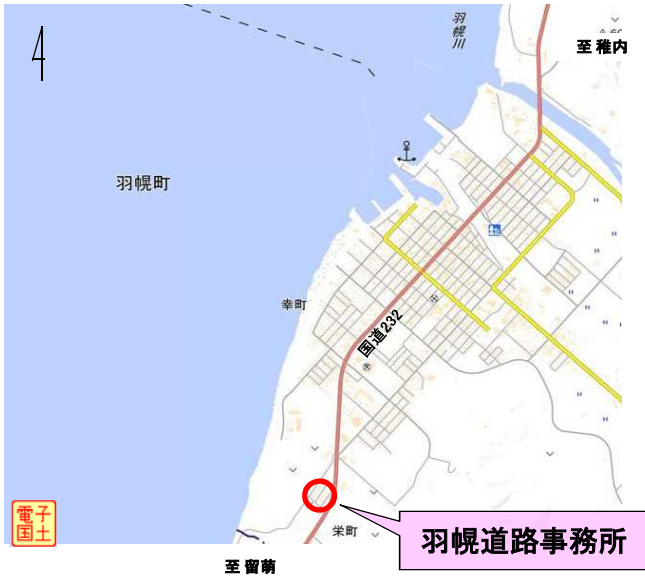 羽幌川
至 稚内
羽幌町
幸町
国道232
栄町
羽幌道路事務所
電子
国土
至 留萌